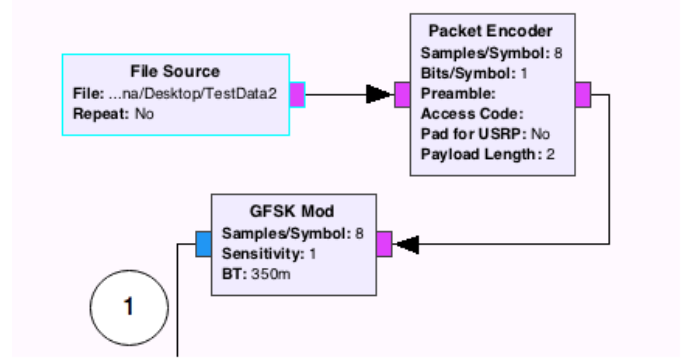 File Source
File: ...na/Desktop/TestData2
Repeat: No
Packet Encoder
Samples/Symbol: 8
Bits/Symbol: 1
Preamble:
Access Code:
Pad for USRP: No
Payload Length: 2
GFSK Mod
Samples/Symbol: 8
Sensitivity: 1
BT: 350m
1